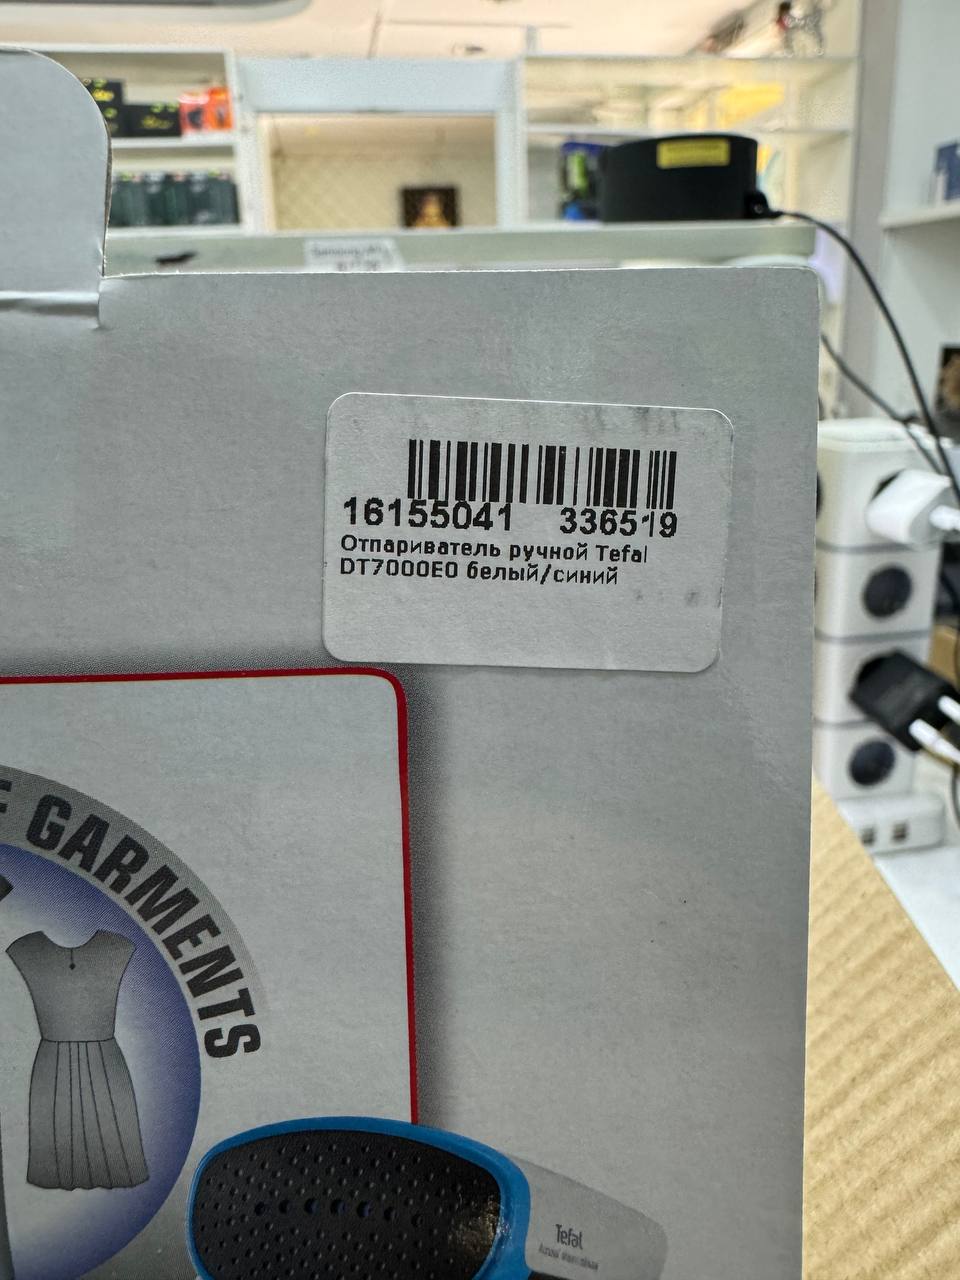 16155041 336519
Отпариватель ручной Tefal
DT7000E0 белый/синий
GARMENTS
Tefal